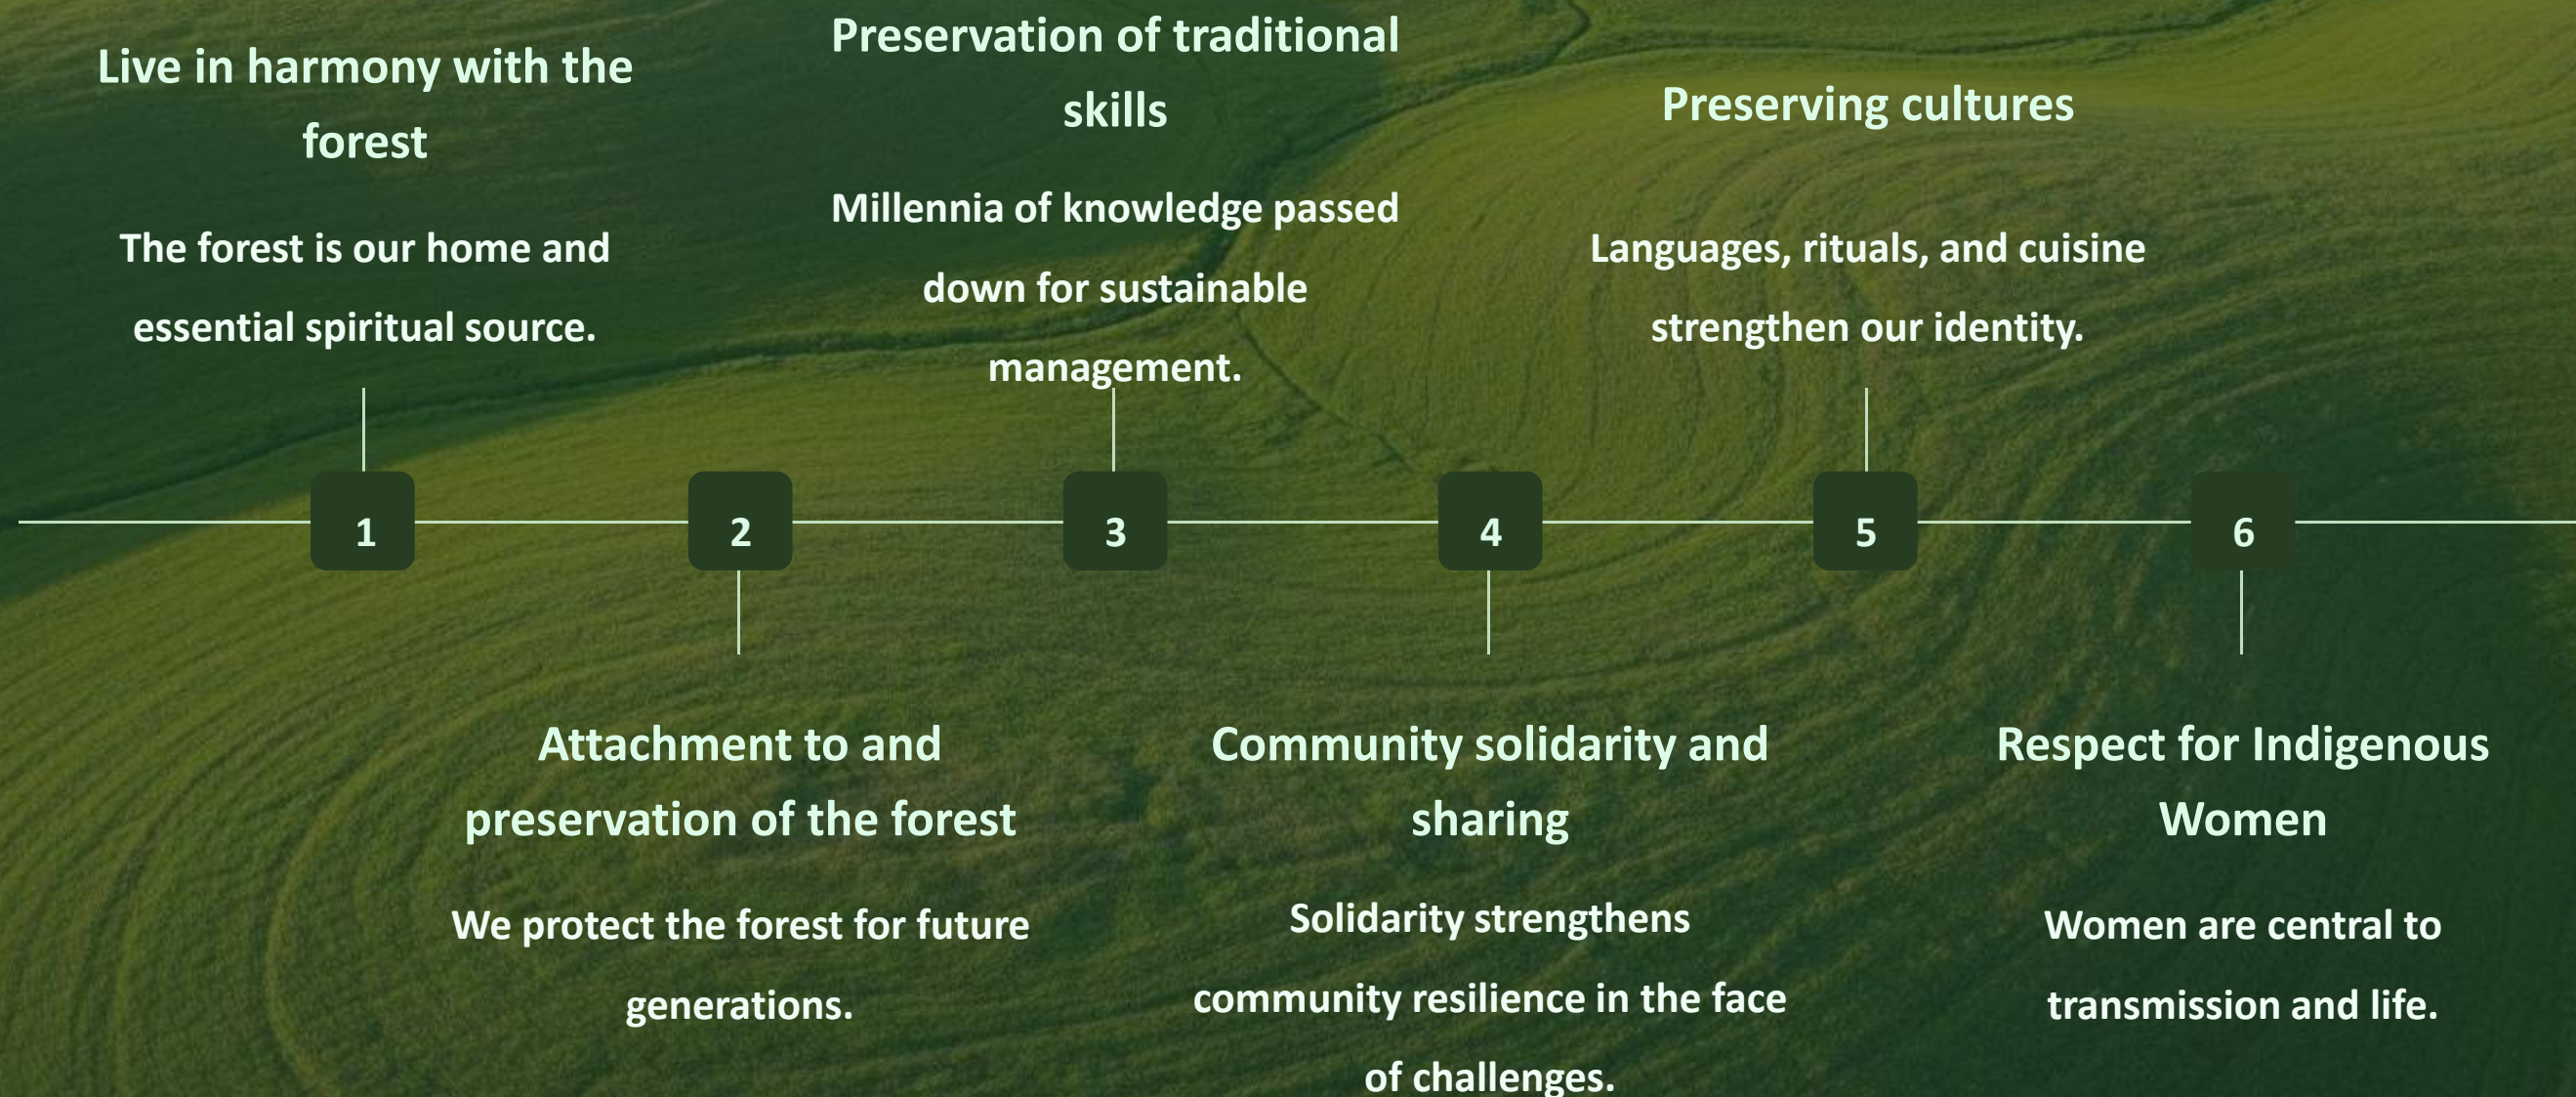 Live in harmony with the
forest
The forest is our home and
essential spiritual source.
1
2
Attachment to and
preservation of the forest
We protect the forest for future
generations.
Preservation of traditional
skills
Millennia of knowledge passed
down for sustainable
management.
3
4
Community solidarity and
sharing
Solidarity strengthens
community resilience in the face
of challenges.
Preserving cultures
Languages, rituals, and cuisine
strengthen our identity.
5
6
Respect for Indigenous
Women
Women are central to
transmission and life.